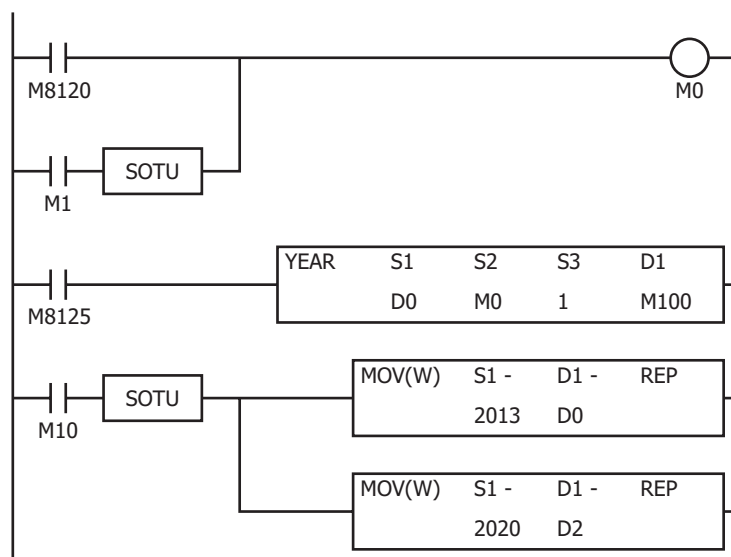 M8120
M0
SOTU
M1
YEAR S1 S2 S3 D1
D0 M0 1 M100
M8125
SOTU
M10
MOV(W) S1 - D1 - REP
2013 D0
MOV(W) S1 - D1 - REP
2020 D2